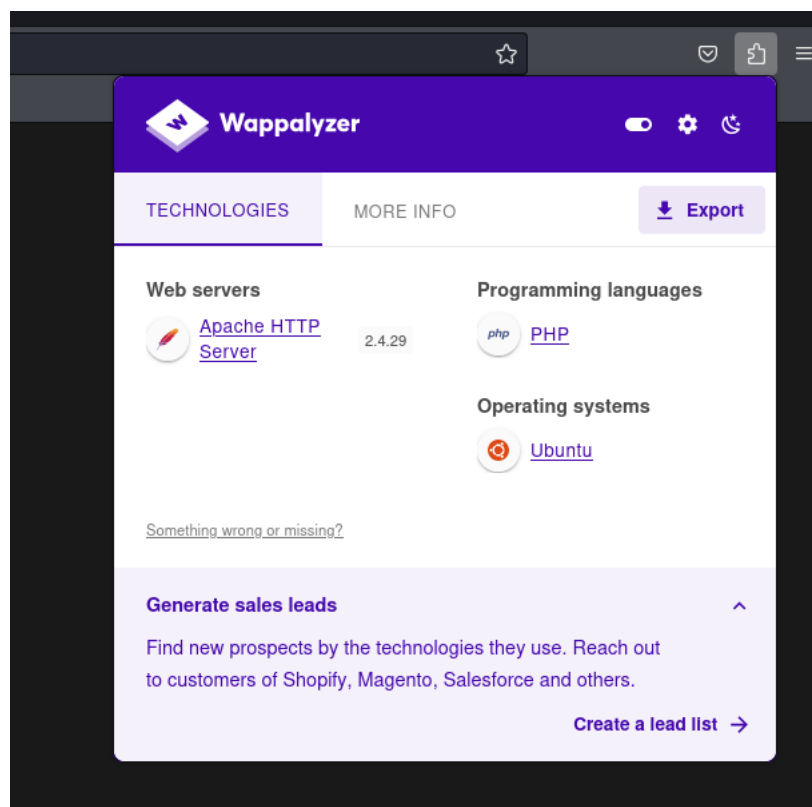 Wappalyzer
TECHNOLOGIES
MORE INFO
Export
Web servers
Apache HTTP
Server
2.4.29
Programming languages
php
PHP
Operating systems
Ubuntu
Something wrong or missing?
Generate sales leads
Find new prospects by the technologies they use. Reach out
to customers of Shopify, Magento, Salesforce and others.
Create a lead list